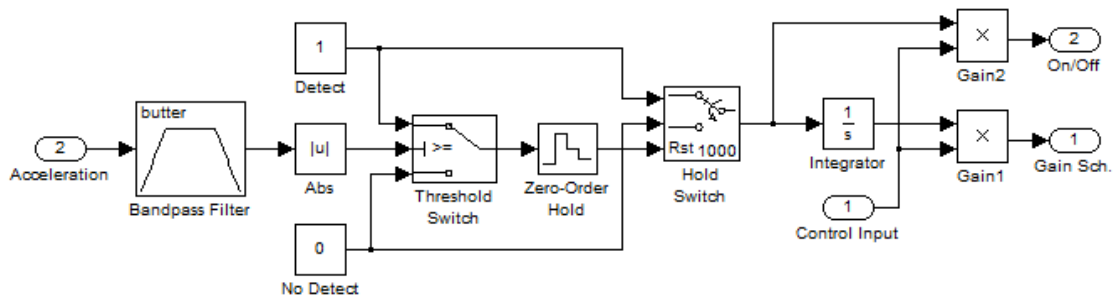 1
Detect
butter
2
Acceleration
Bandpass Filter
|u|
Abs
>=
Threshold
Switch
Zero-Order
Hold
Rst 1000
Hold
Switch
1
s
Integrator
×
Gain2
2
On/Off
×
Gain1
1
Gain Sch.
1
Control Input
0
No Detect